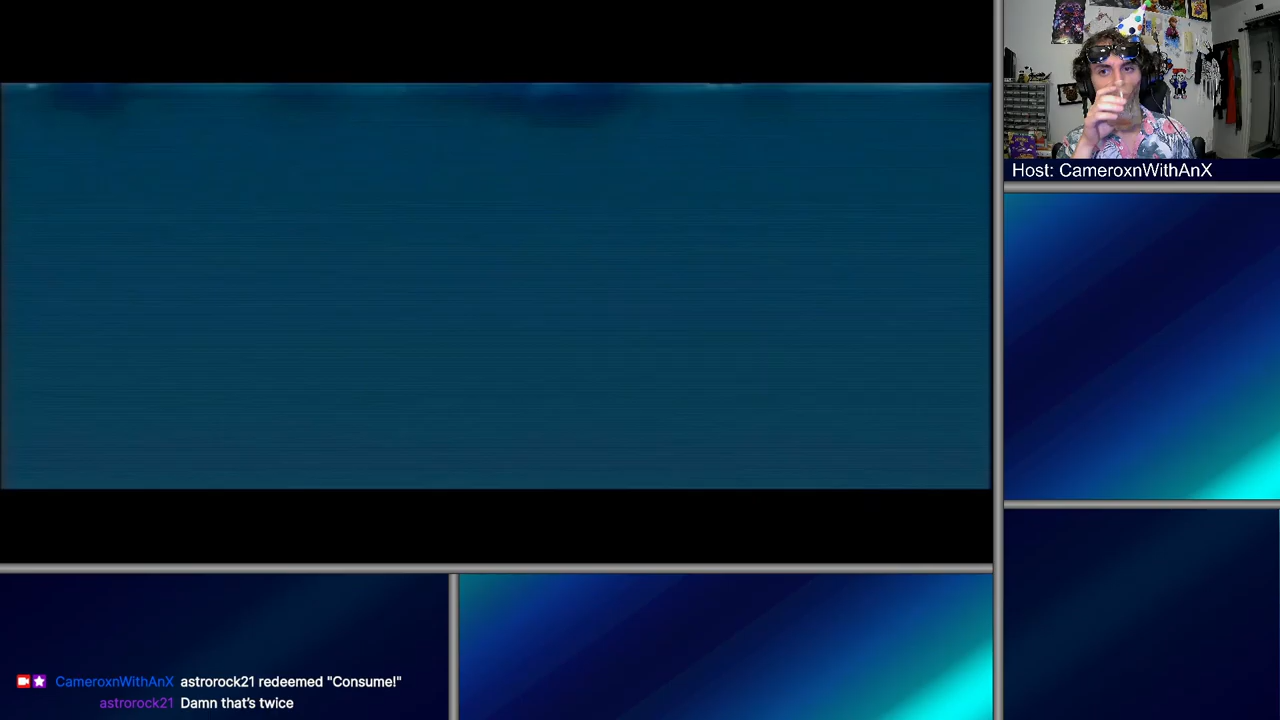 Host: CameroxnWithAnX
CameroxnWithAnX astrorock21 redeemed "Consume!"
astrorock21 Damn that's twice